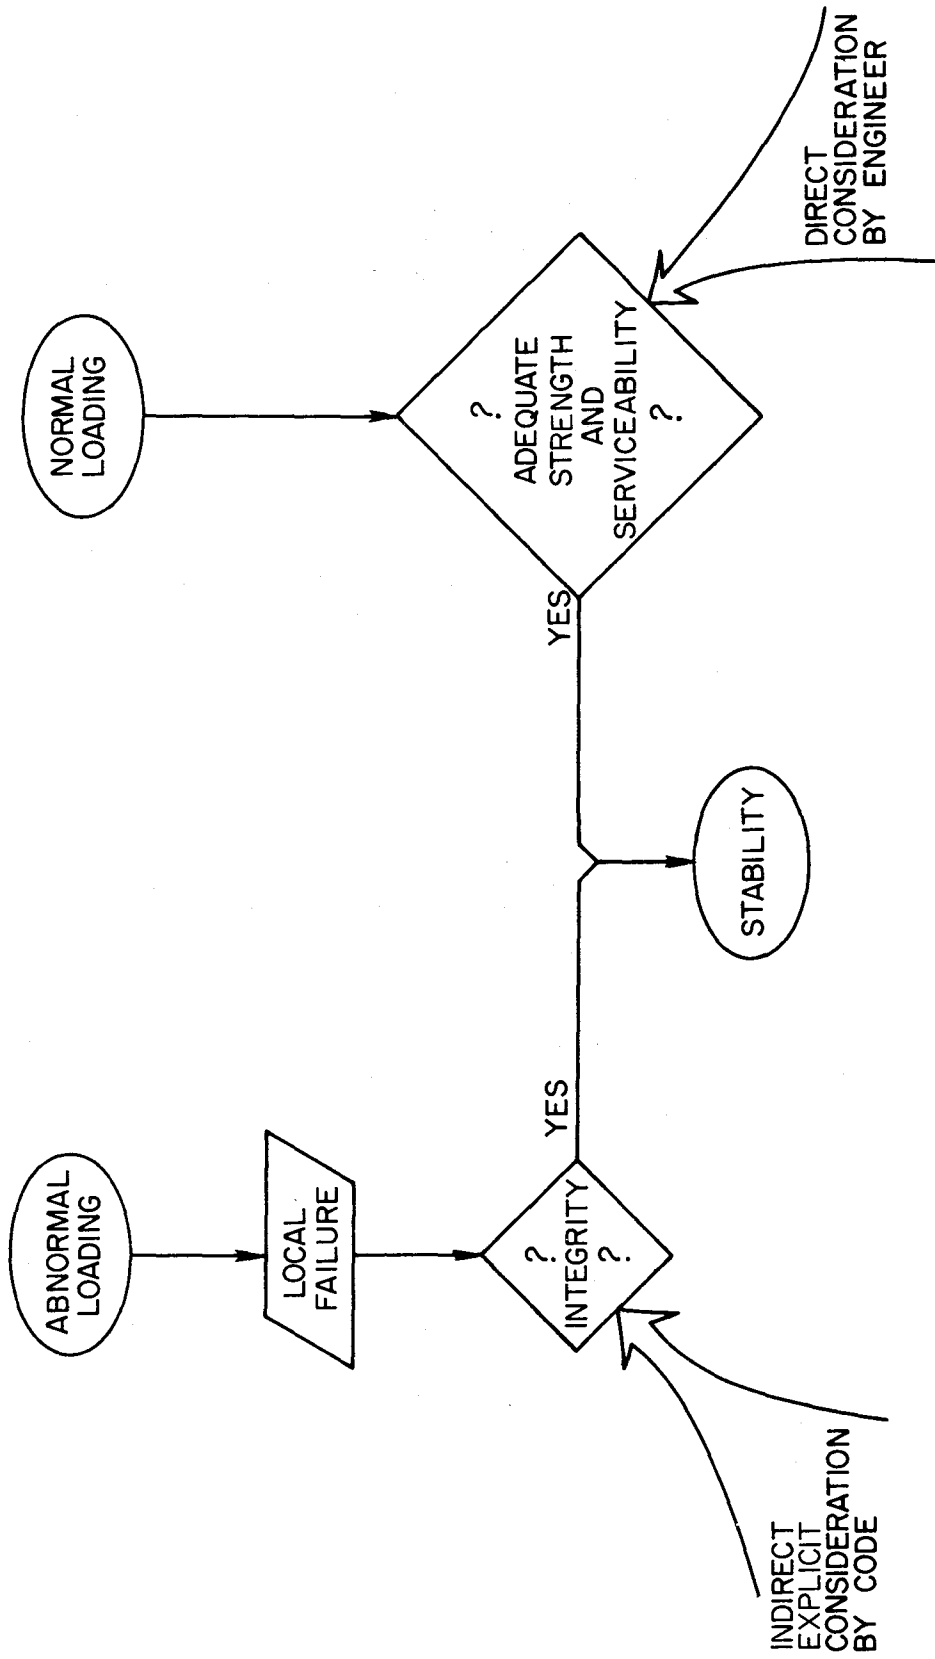 ABNORMAL
LOADING
LOCAL
FAILURE
?
INTEGRITY
?
YES
INDIRECT
EXPLICIT
CONSIDERATION
BY CODE
STABILITY
NORMAL
LOADING
?
ADEQUATE
STRENGTH
AND
SERVICEABILITY
?
YES
DIRECT
CONSIDERATION
BY ENGINEER